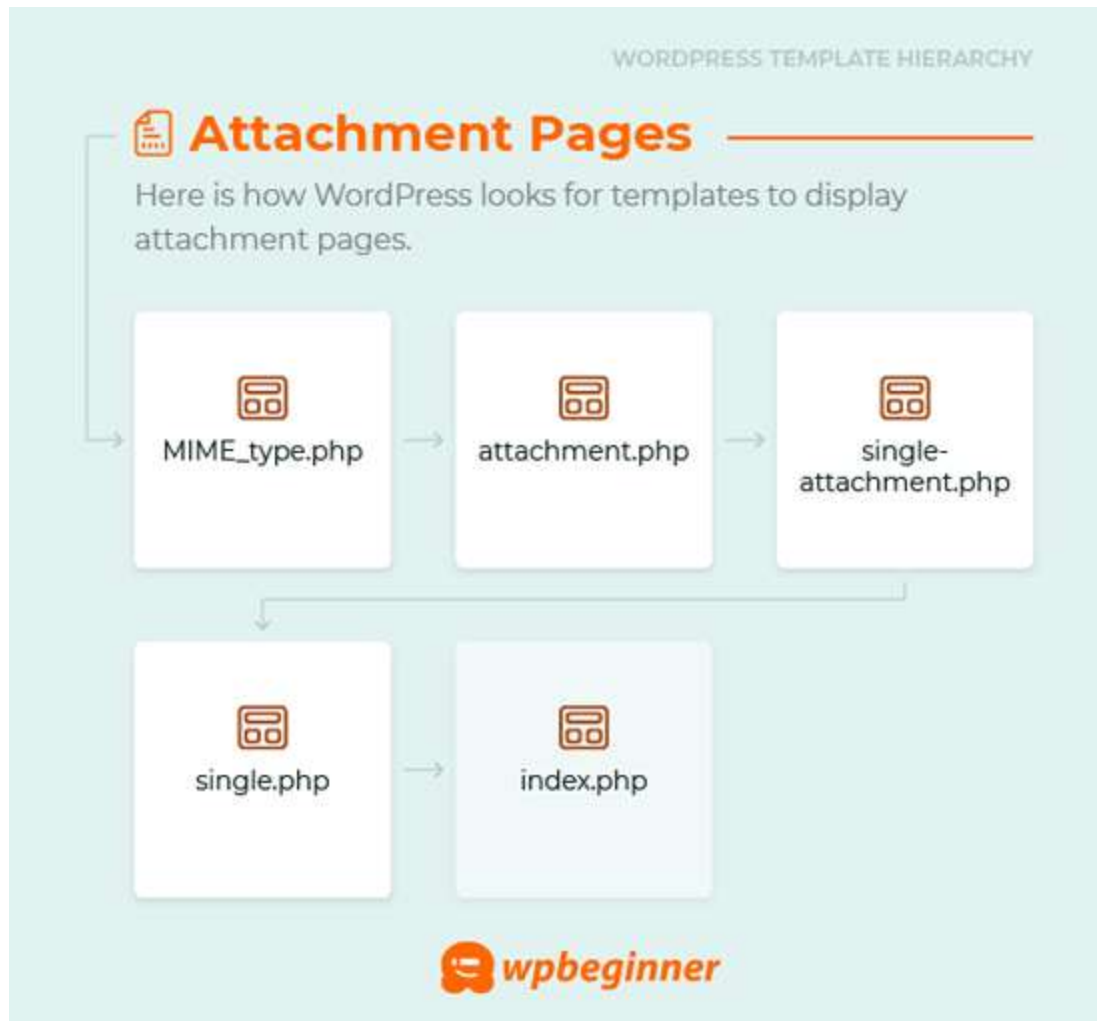 WORDPRESS TEMPLATE HIERARCHY
Attachment Pages
Here is how WordPress looks for templates to display
attachment pages.
MIME_type.php
attachment.php
single-
attachment.php
single.php
index.php
wpbeginner